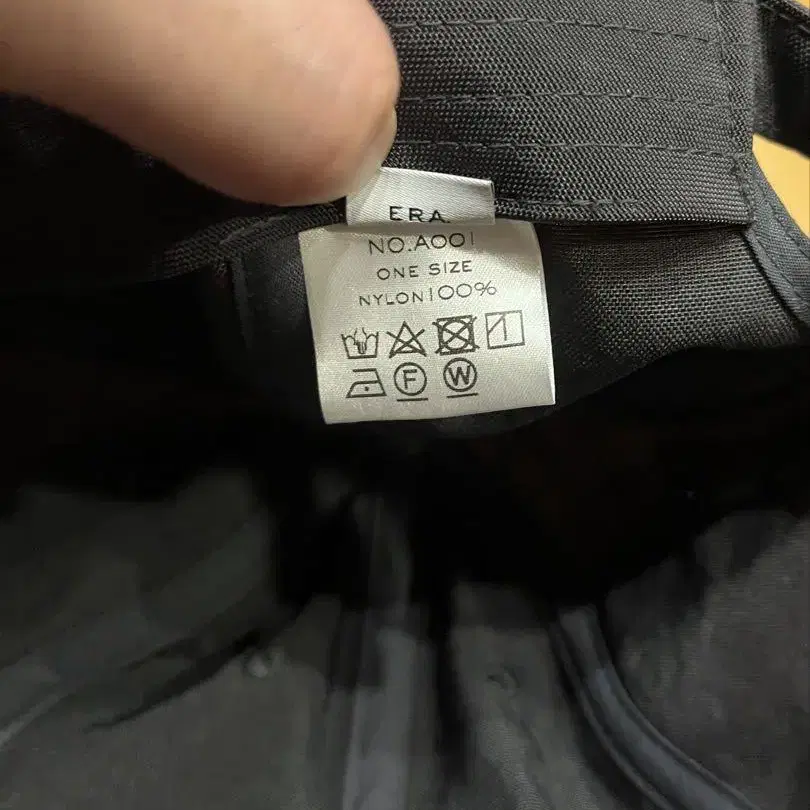 ERA.
NO.A001
ONE SIZE
NYLON100%
F W